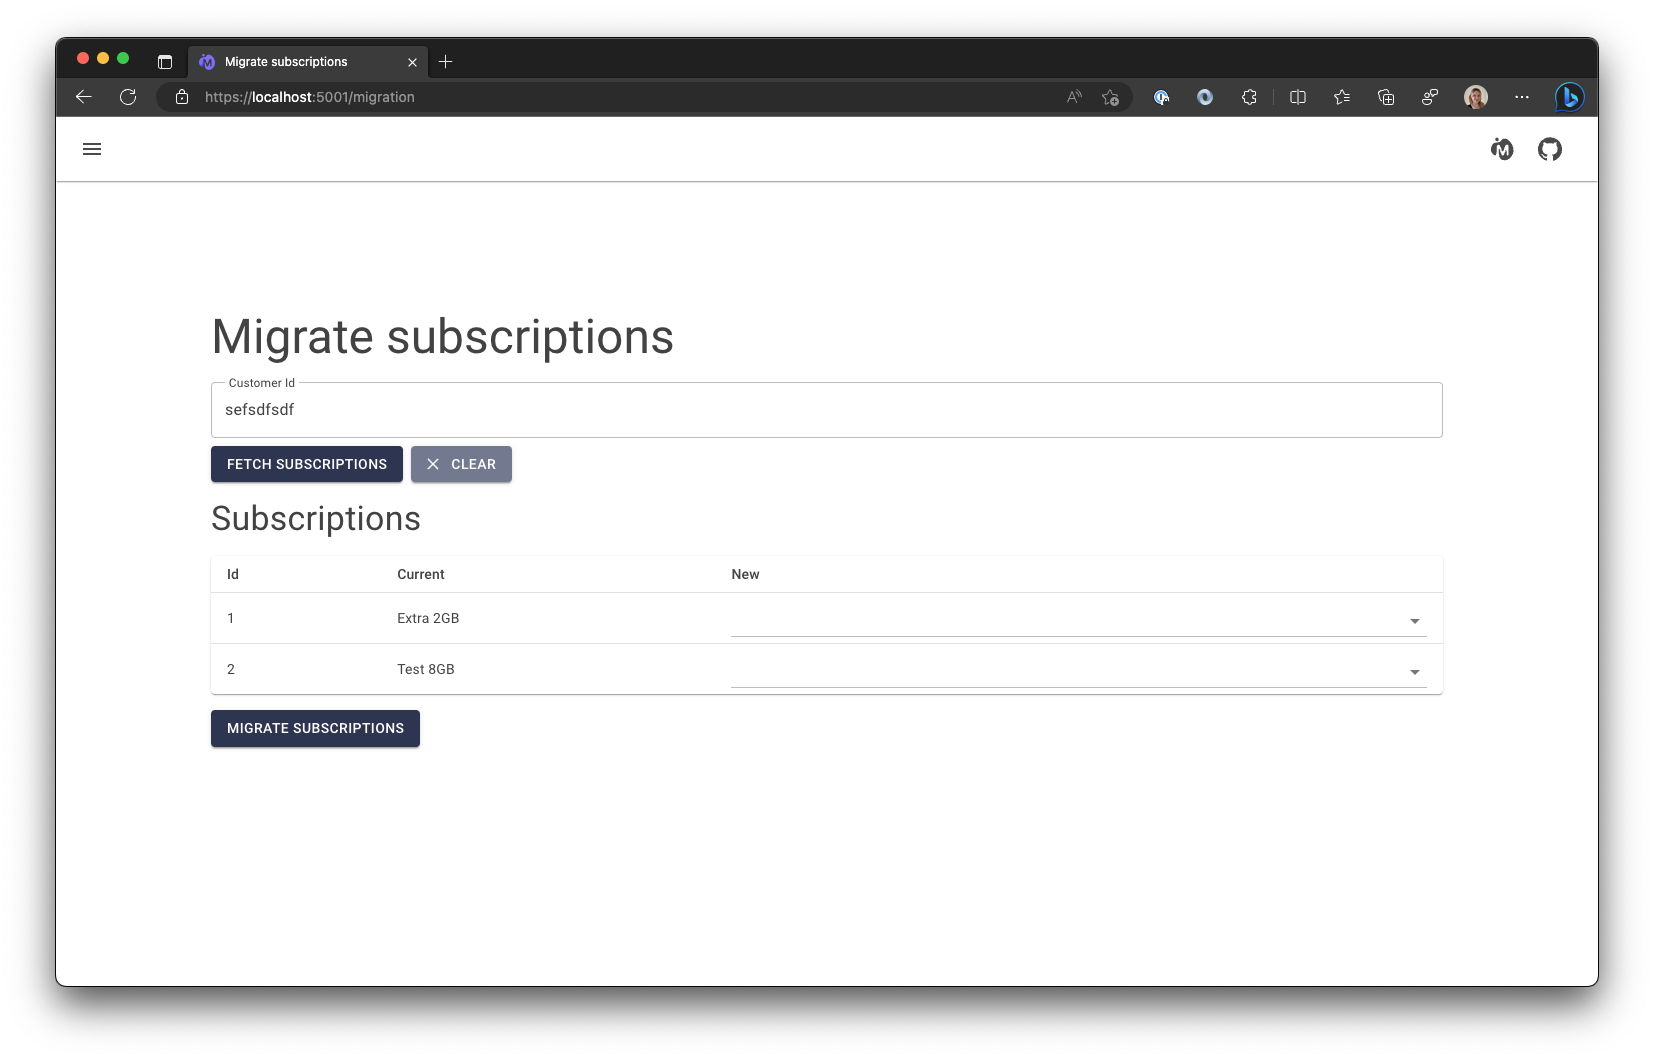 Migrate subscriptions
https://localhost:5001/migration
Migrate subscriptions
Customer Id
sefsdfsdf
FETCH SUBSCRIPTIONS CLEAR
Subscriptions
Id Current New
1 Extra 2GB
2 Test 8GB
MIGRATE SUBSCRIPTIONS